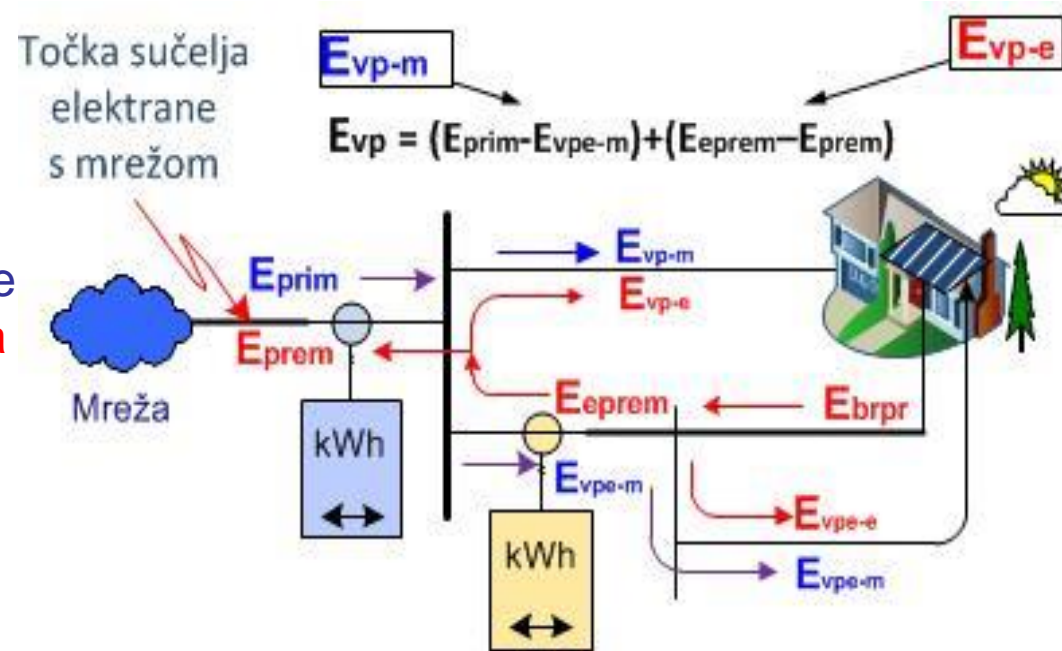 Točka sučelja
elektrane
s mrežom
Evp-m
Evp-e
Evp = (Eprim-Evpe-m)+(Eeprem–Eprem)
e
a
Eprim
Evp-m
Evp-e
Eprem
Mreža
Eeprem
Ebrpr
kWh
Evpe-m
Evpe-e
kWh
Evpe-m